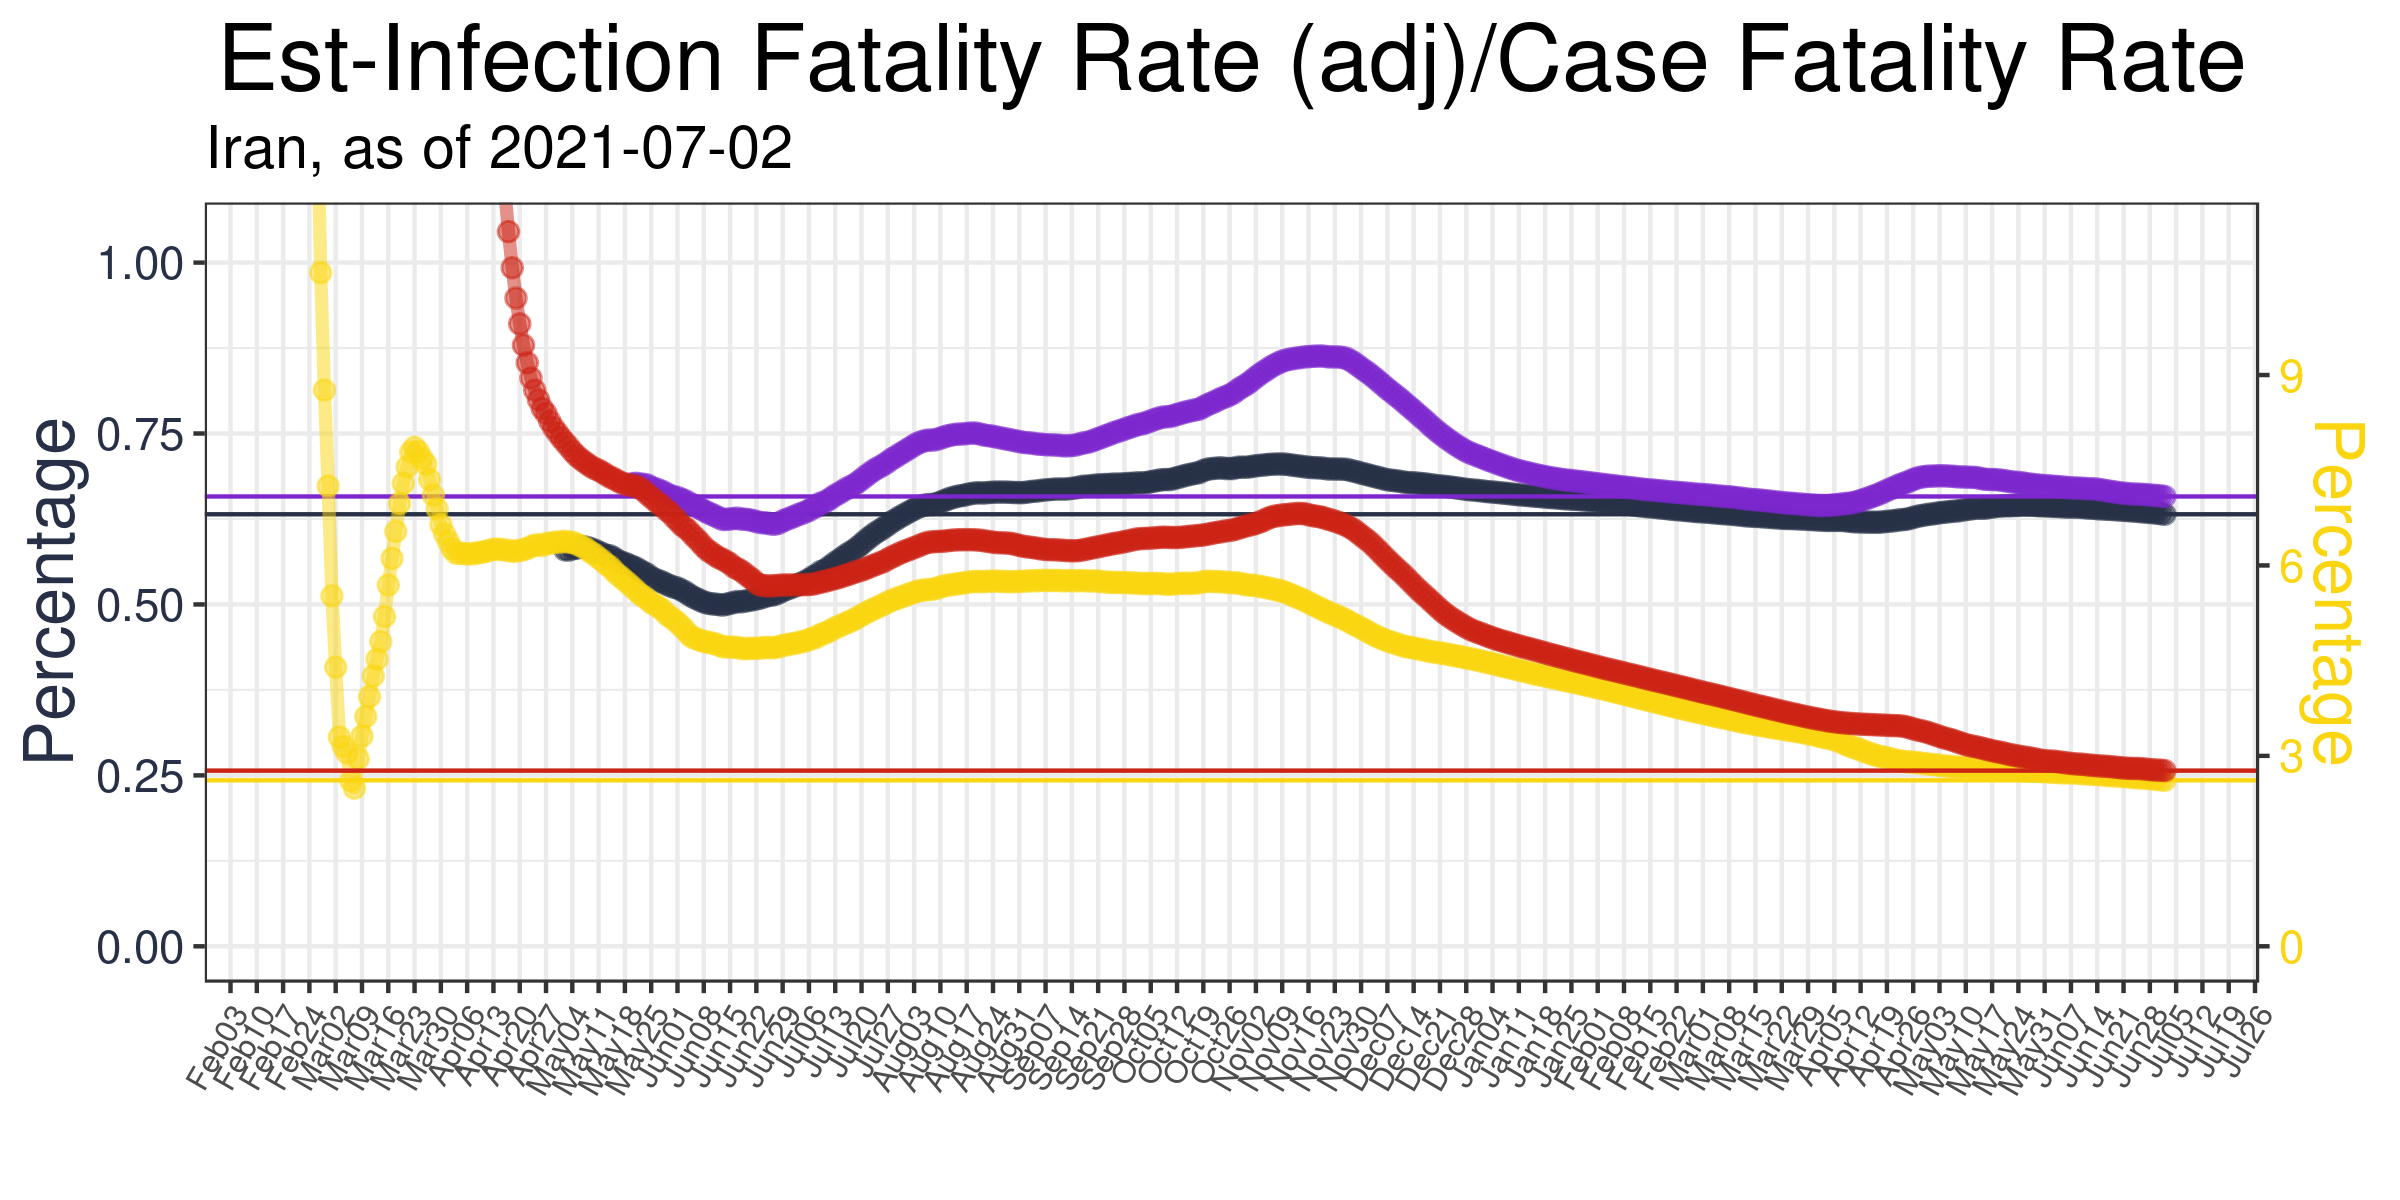 Est-Infection Fatality Rate (adj)/Case Fatality Rate
Iran, as of 2021-07-02
Percentage
1.00
0.75
0.50
0.25
0.00
9
6
3
0
Percentage
Feb03
Feb10
Feb17
Feb24
Mar02
Mar09
Mar16
Mar23
Mar30
Apr06
Apr13
Apr20
Apr27
May04
May11
May18
May25
Jun01
Jun08
Jun15
Jun22
Jun29
Jul06
Jul13
Jul20
Jul27
Aug03
Aug10
Aug17
Aug24
Aug31
Sep07
Sep14
Sep21
Sep28
Oct05
Oct12
Oct19
Oct26
Nov02
Nov09
Nov16
Nov23
Nov30
Dec07
Dec14
Dec21
Dec28
Jan04
Jan11
Jan18
Jan25
Feb01
Feb08
Feb15
Feb22
Mar01
Mar08
Mar15
Mar22
Mar29
Apr05
Apr12
Apr19
Apr26
May03
May10
May17
May24
May31
Jun07
Jun14
Jun21
Jun28
Jul05
Jul12
Jul19
Jul26